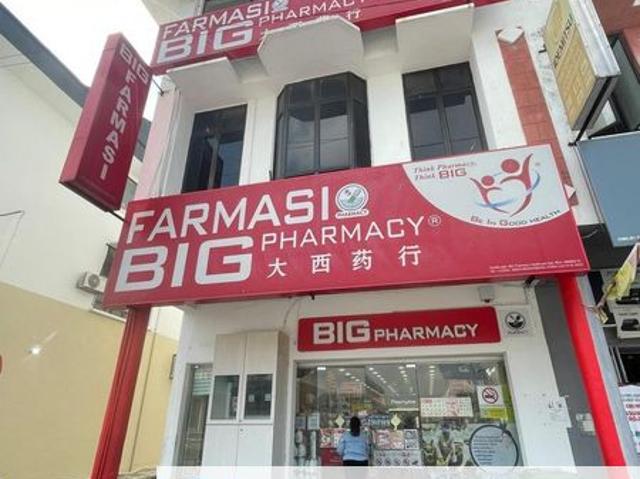 FARMASI
BIG PHARMACY
大西药行
BIG FARMASI
FARMASI
PHARMACY
BIG PHARMACY®
大西药行
Think Pharmacy,
Think BIG
BE IN GOOD HEALTH
BIG PHARMACY